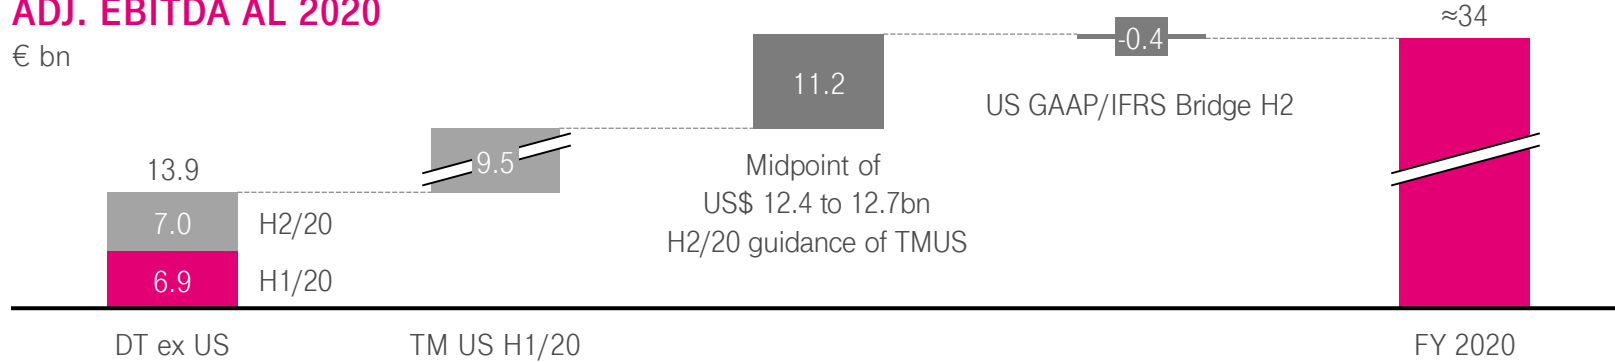 ADJ. EBITDA AL 2020
€ bn
≈34
-0.4
11.2
US GAAP/IFRS Bridge H2
13.9
9.5
Midpoint of
US$ 12.4 to 12.7bn
H2/20 guidance of TMUS
7.0 H2/20
6.9 H1/20
DT ex US TM US H1/20 FY 2020